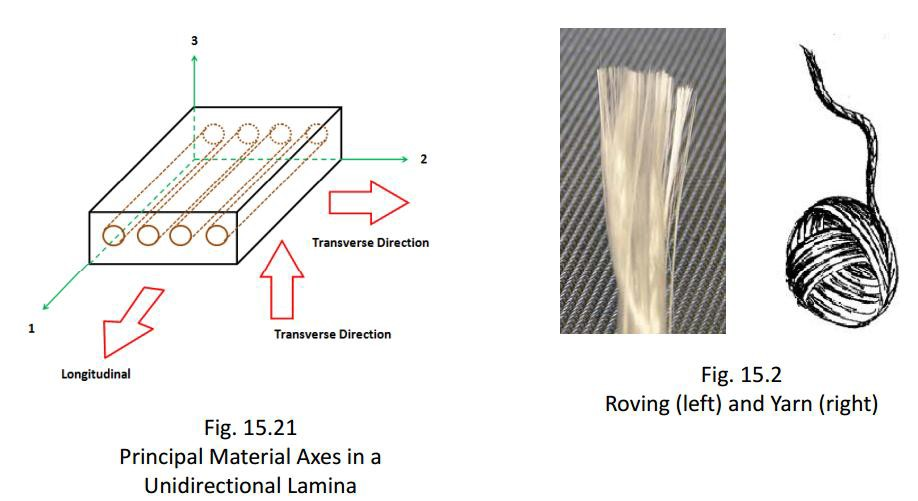 3
2
Transverse Direction
Transverse Direction
1
Longitudinal
Fig. 15.21
Principal Material Axes in a
Unidirectional Lamina
Fig. 15.2
Roving (left) and Yarn (right)